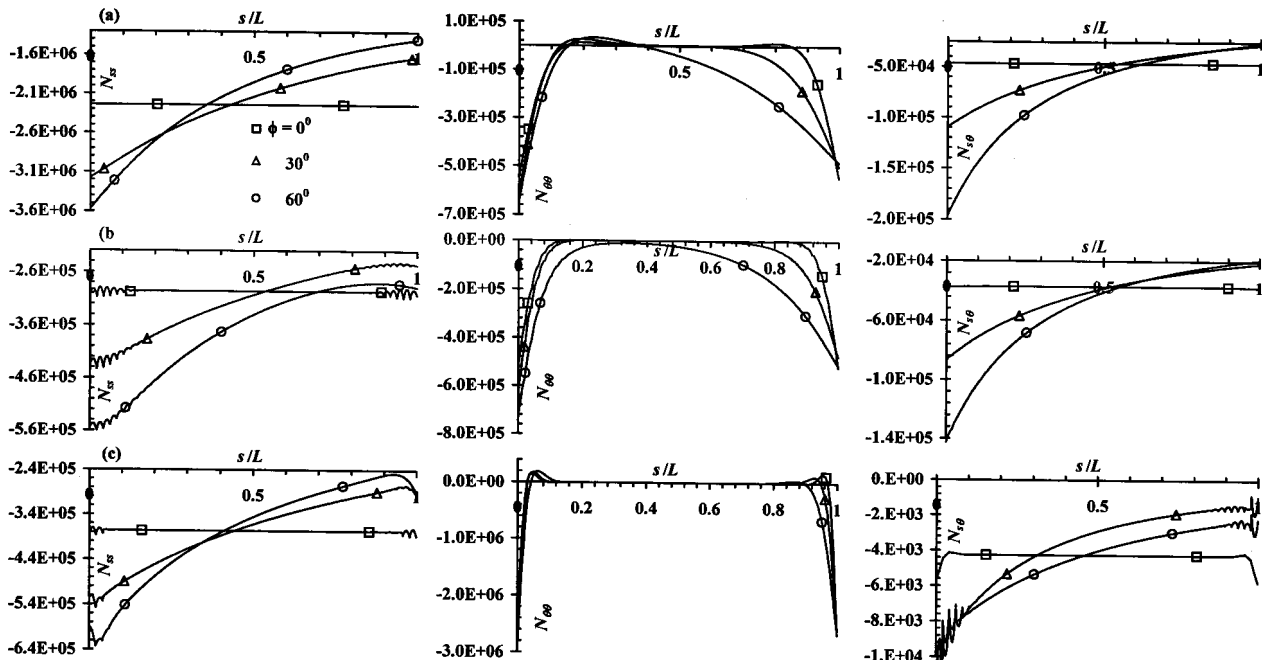 (a)
s/L
-1.6E+06
-2.1E+06
-2.6E+06
-3.1E+06
-3.6E+06
0.5
1
N_ss
ϕ = 0⁰
30⁰
60⁰
s/L
1.0E+05
-1.0E+05
-3.0E+05
-5.0E+05
-7.0E+05
0.5
1
N_θθ
s/L
-5.0E+04
-1.0E+05
-1.5E+05
-2.0E+05
0.5
1
N_sθ
(b)
s/L
-2.6E+05
-3.6E+05
-4.6E+05
-5.6E+05
0.5
1
N_ss
s/L
0.0E+00
-2.0E+05
-4.0E+05
-6.0E+05
-8.0E+05
0.2
0.4
0.6
0.8
1
N_θθ
s/L
-2.0E+04
-6.0E+04
-1.0E+05
-1.4E+05
0.5
1
N_sθ
(c)
s/L
-2.4E+05
-3.4E+05
-4.4E+05
-5.4E+05
-6.4E+05
0.5
1
N_ss
s/L
0.0E+00
-1.0E+06
-2.0E+06
-3.0E+06
0.2
0.4
0.6
0.8
1
N_θθ
s/L
-2.0E+03
-4.0E+03
-6.0E+03
-8.0E+03
-1.0E+04
0.5
1
N_sθ